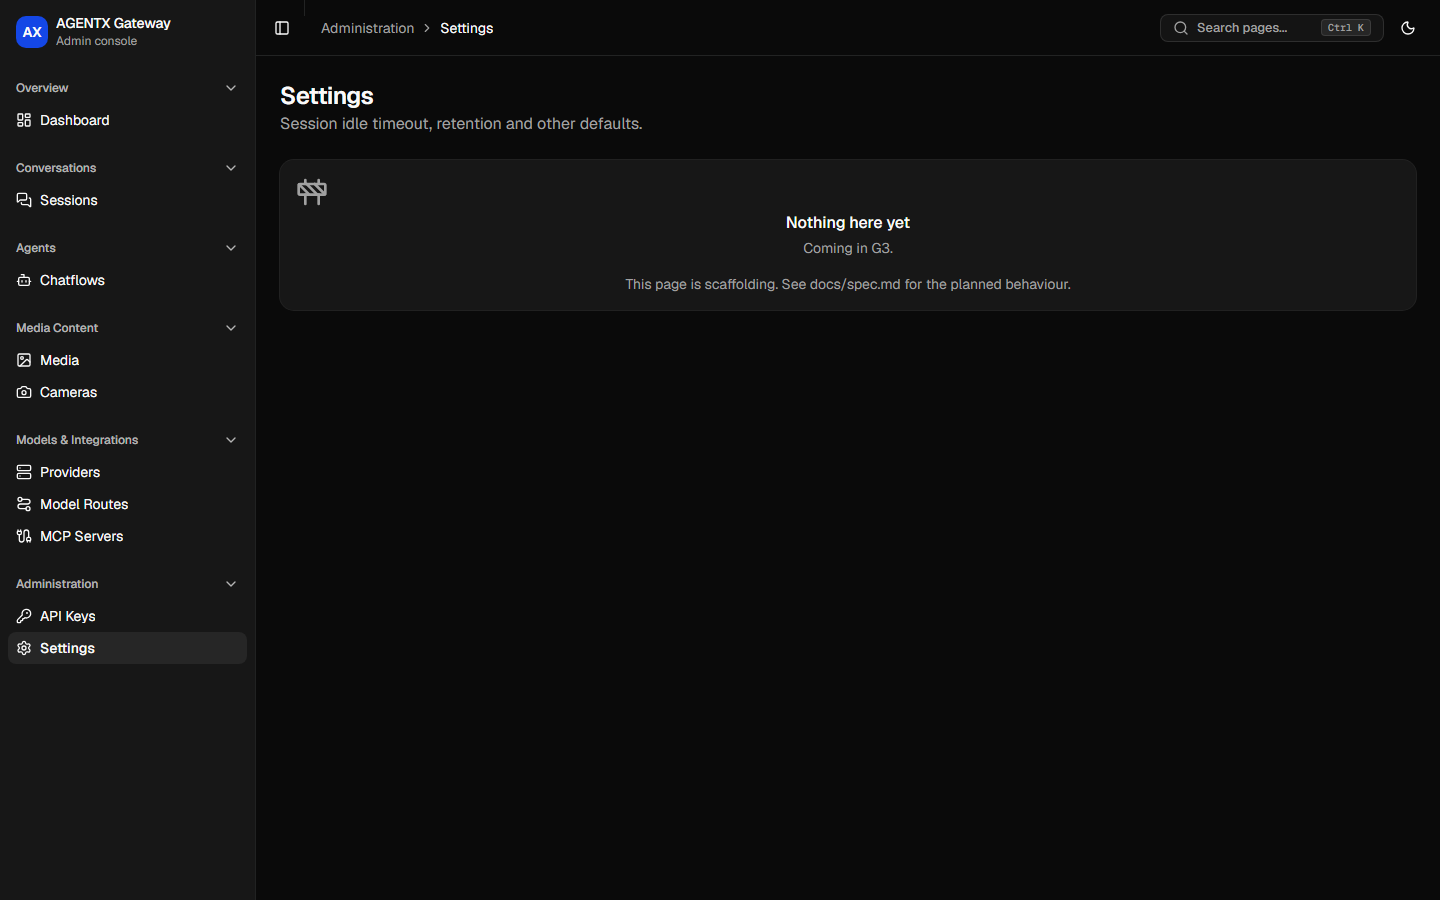 AX
AGENTX Gateway
Admin console
Overview
Dashboard
Conversations
Sessions
Agents
Chatflows
Media Content
Media
Cameras
Models & Integrations
Providers
Model Routes
MCP Servers
Administration
API Keys
Settings
Administration > Settings
Search pages... Ctrl K
Settings
Session idle timeout, retention and other defaults.
Nothing here yet
Coming in G3.
This page is scaffolding. See docs/spec.md for the planned behaviour.